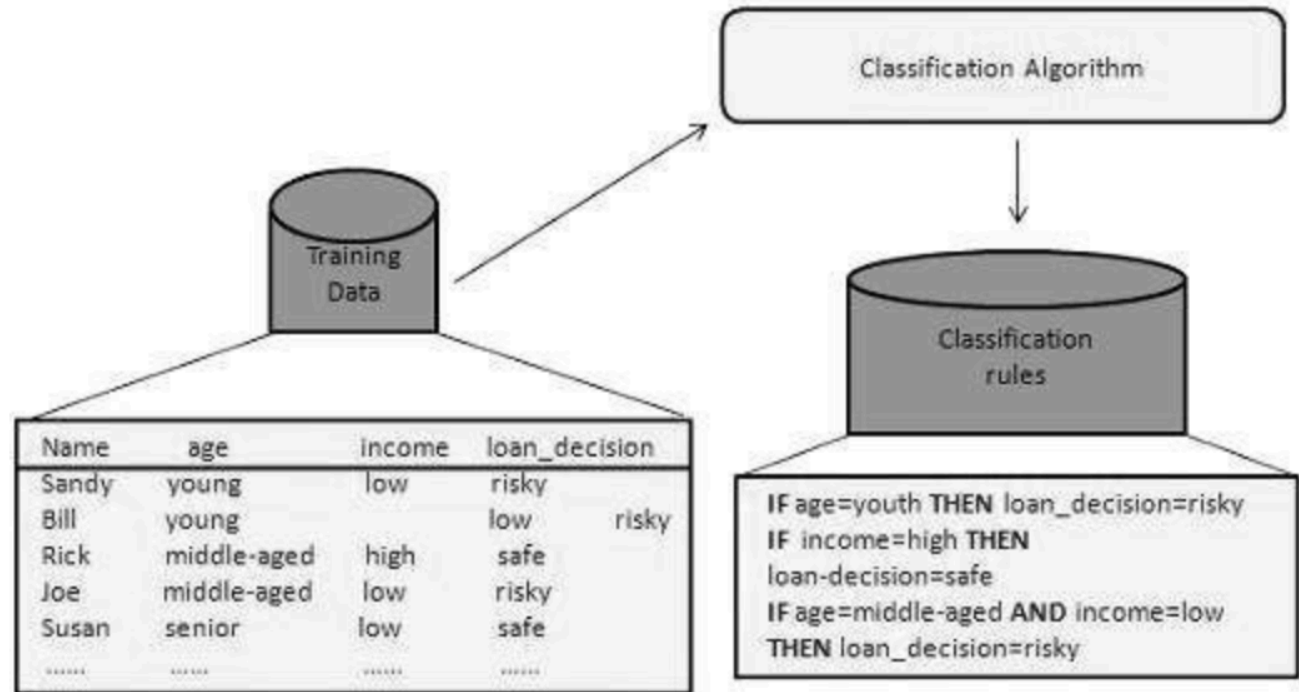 Classification Algorithm
Training
Data
Classification
rules
Name age income loan_decision
Sandy young low risky
Bill young low risky
Rick middle-aged high safe
Joe middle-aged low risky
Susan senior low safe
...... ...... ...... ......
IF age=youth THEN loan_decision=risky
IF income=high THEN
loan-decision=safe
IF age=middle-aged AND income=low
THEN loan_decision=risky